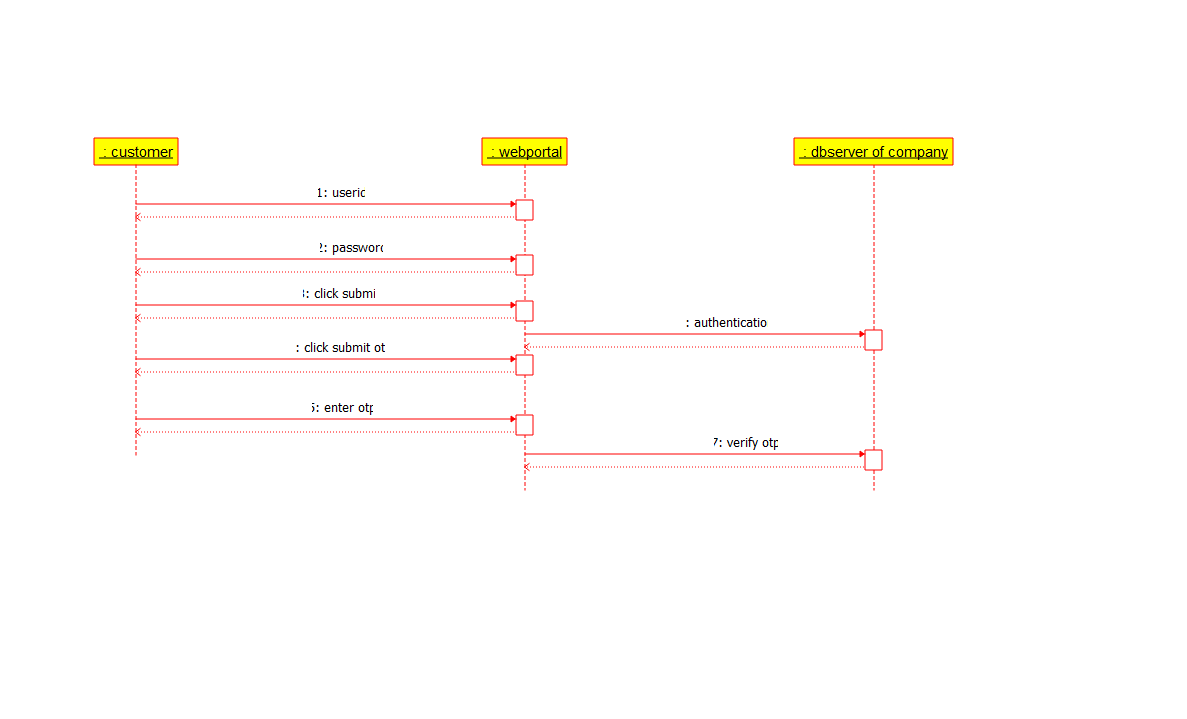 : customer
: webportal
: dbserver of company
1: useric
2: password
3: click submi
: authenticatio
: click submit ot
5: enter otp
7: verify otp